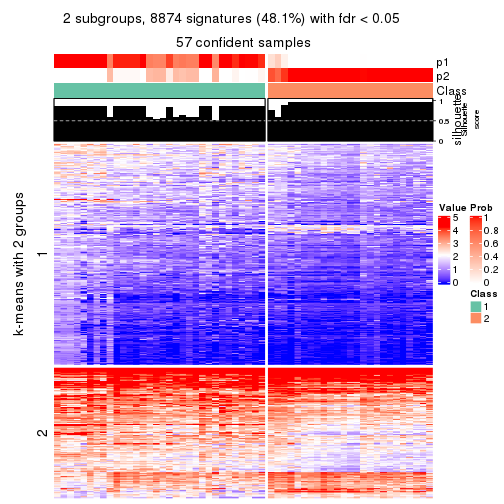 2 subgroups, 8874 signatures (48.1%) with fdr < 0.05
57 confident samples
p1
p2
Class
silhouette
1
0.5
0
Silhouette
score
k-means with 2 groups
1
2
Value
5
4
3
2
1
0
Prob
1
0.8
0.6
0.4
0.2
0
Class
1
2